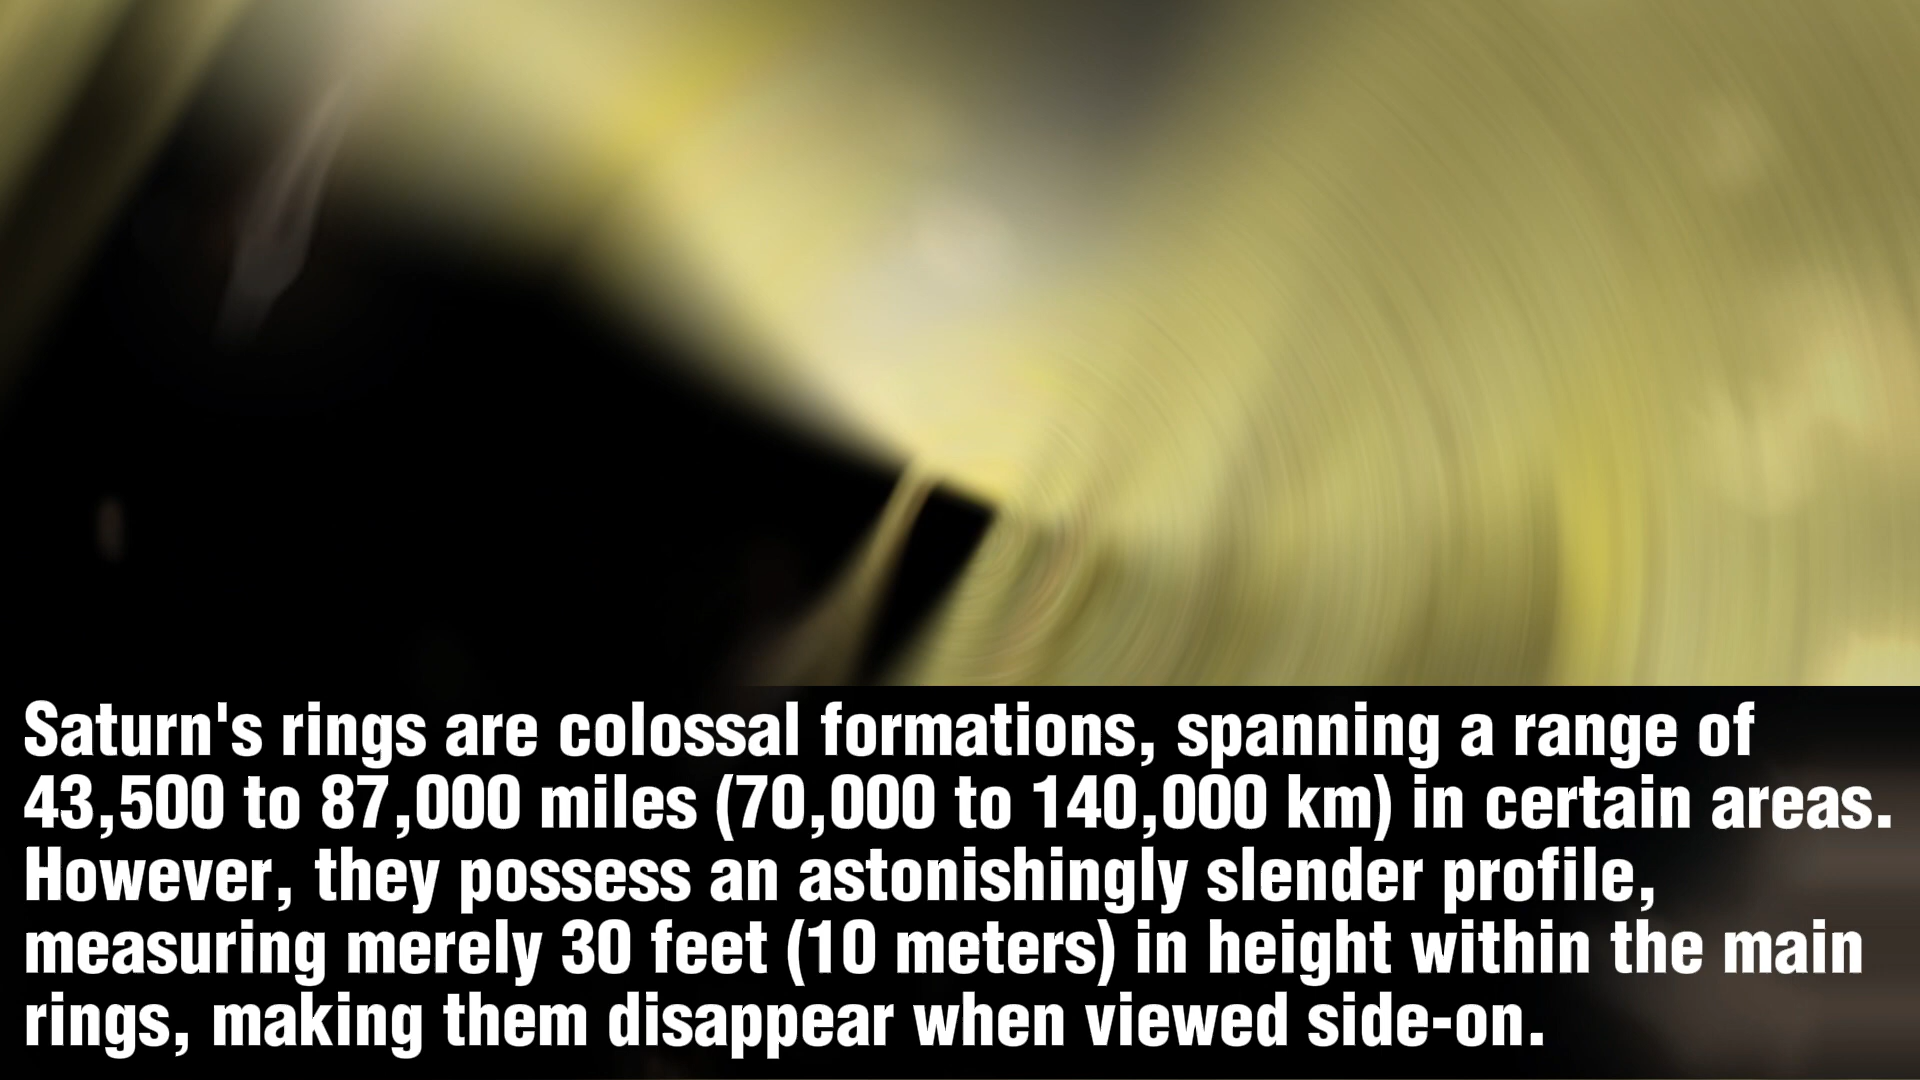 Saturn's rings are colossal formations, spanning a range of
43,500 to 87,000 miles (70,000 to 140,000 km) in certain areas.
However, they possess an astonishingly slender profile,
measuring merely 30 feet (10 meters) in height within the main
rings, making them disappear when viewed side-on.